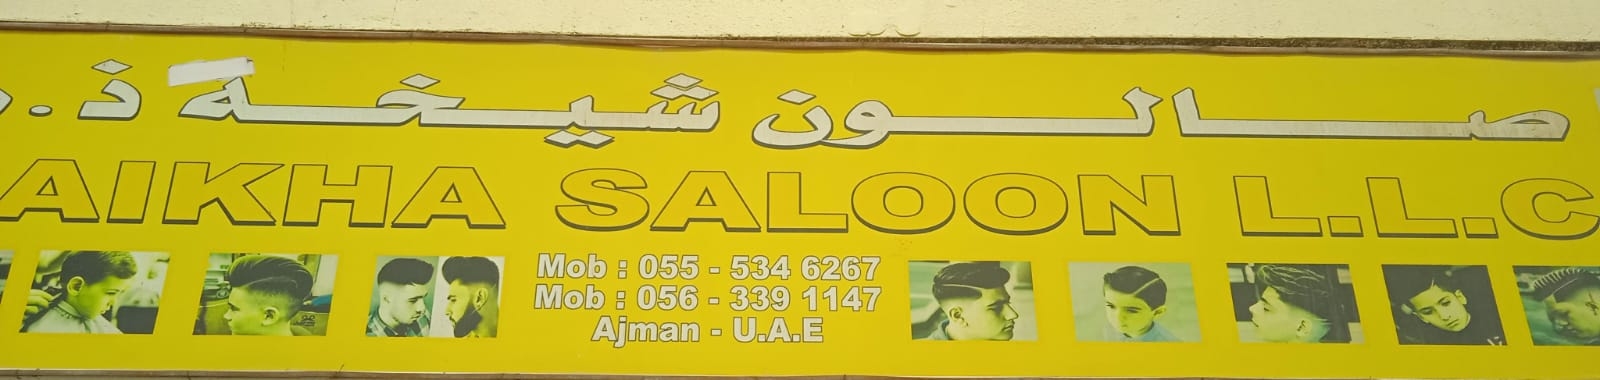 صالون شيخة ذ.
AIKHA SALOON L.L.C
Mob : 055 - 534 6267
Mob : 056 - 339 1147
Ajman - U.A.E